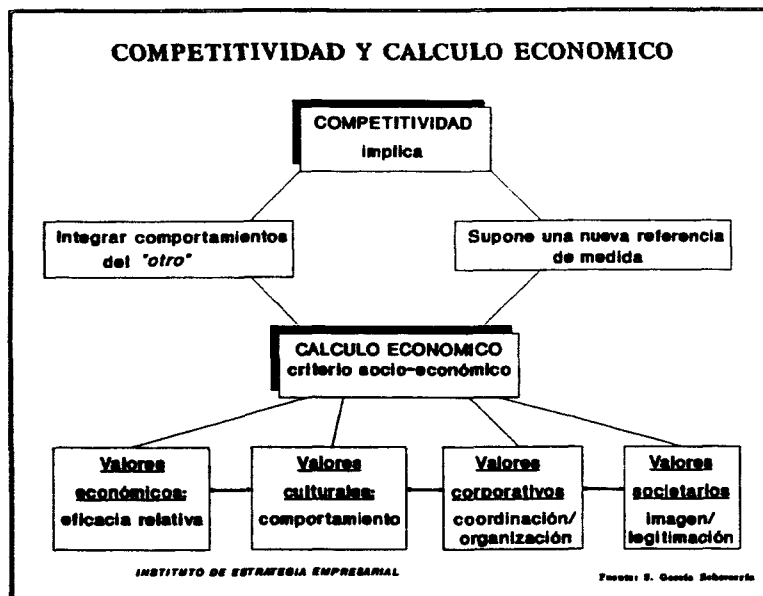 COMPETITIVIDAD Y CALCULO ECONOMICO
COMPETITIVIDAD
implica
Integrar comportamientos
del "otro"
Supone una nueva referencia
de medida
CALCULO ECONOMICO
criterio socio-económico
Valores
económicos:
eficacia relativa
Valores
culturales:
comportamiento
Valores
corporativos
coordinación/
organización
Valores
societarios
imagen/
legitimación
INSTITUTO DE ESTRATEGIA EMPRESARIAL
Fuente: S. García Echevarría